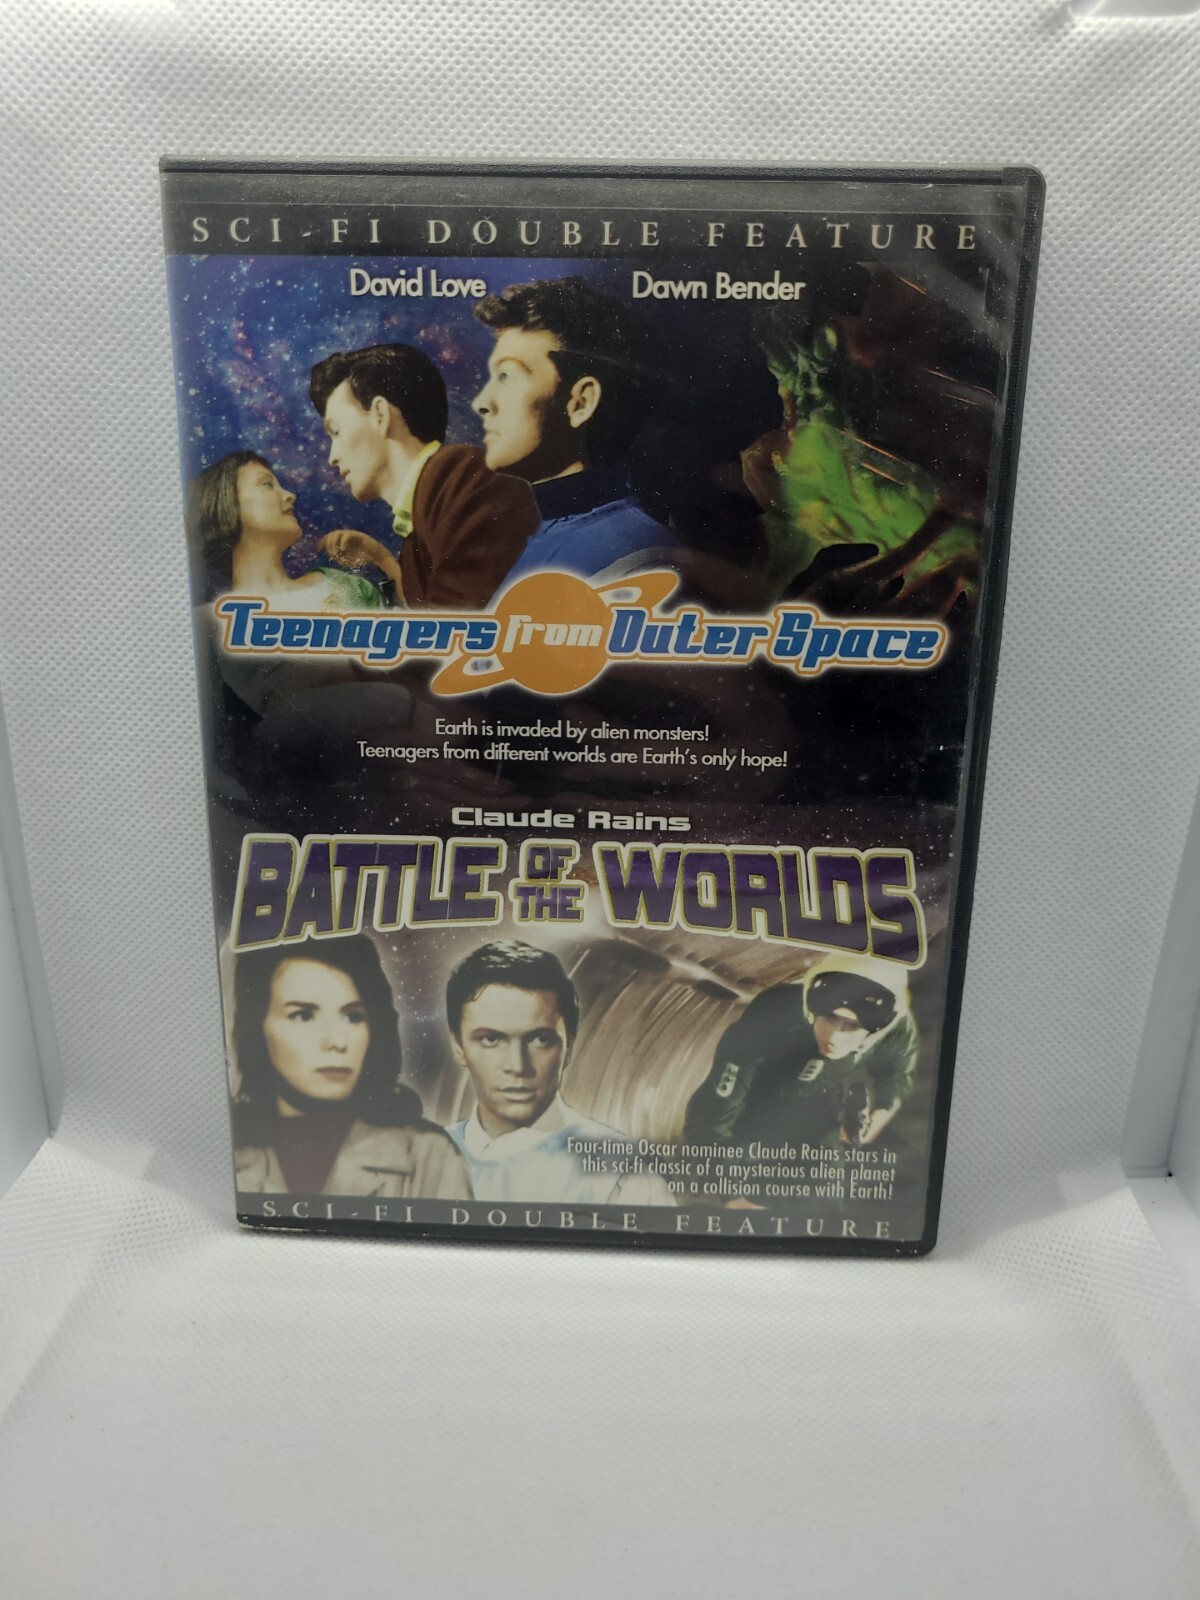 SCI-FI DOUBLE FEATURE
David Love Dawn Bender
Teenagers from Outer Space
Earth is invaded by alien monsters!
Teenagers from different worlds are Earth's only hope!
Claude Rains
BATTLE OF THE WORLDS
Four-time Oscar nominee Claude Rains stars in
this sci-fi classic of a mysterious alien planet
on a collision course with Earth!
SCI-FI DOUBLE FEATURE